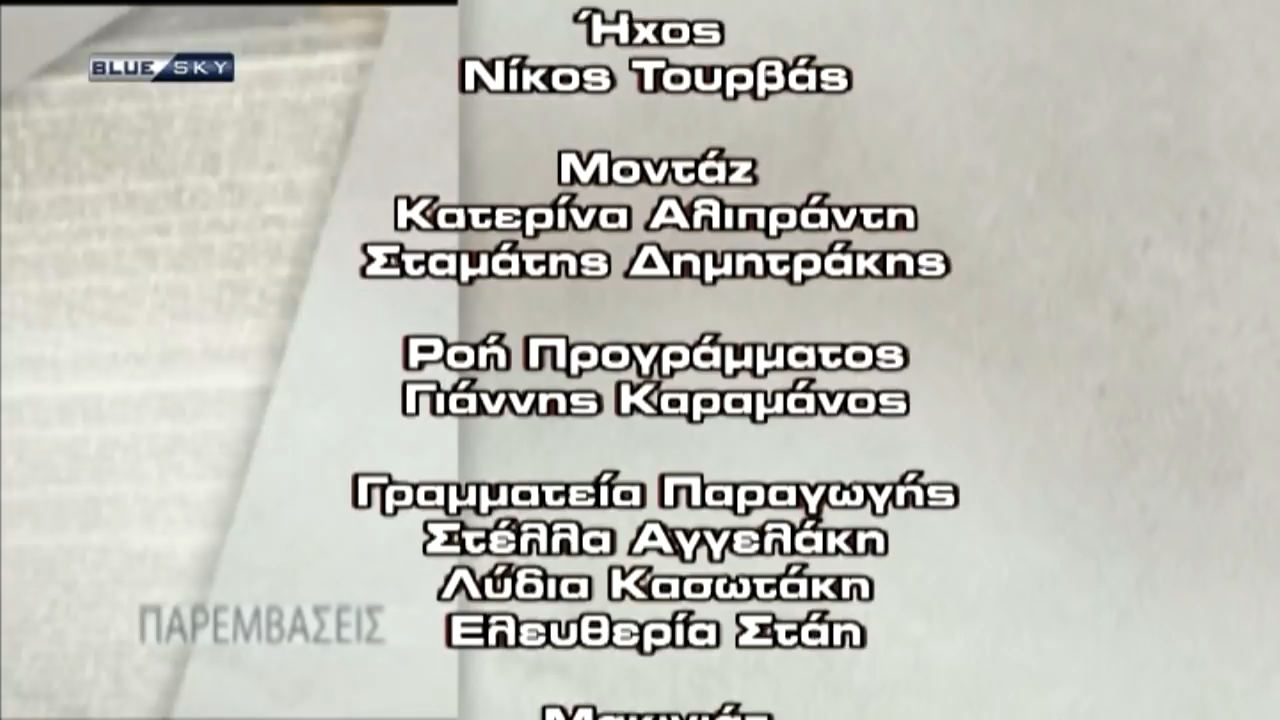 BLUE SKY
Ήχος
Νίκος Τουρβάς
Μοντάζ
Κατερίνα Αλιπράντη
Σταμάτης Δημητράκης
Ροή Προγράμματος
Γιάννης Καραμάνος
Γραμματεία Παραγωγής
Στέλλα Αγγελάκη
Λύδια Κασωτάκη
Ελευθερία Στάη
ΠΑΡΕΜΒΑΣΕΙΣ